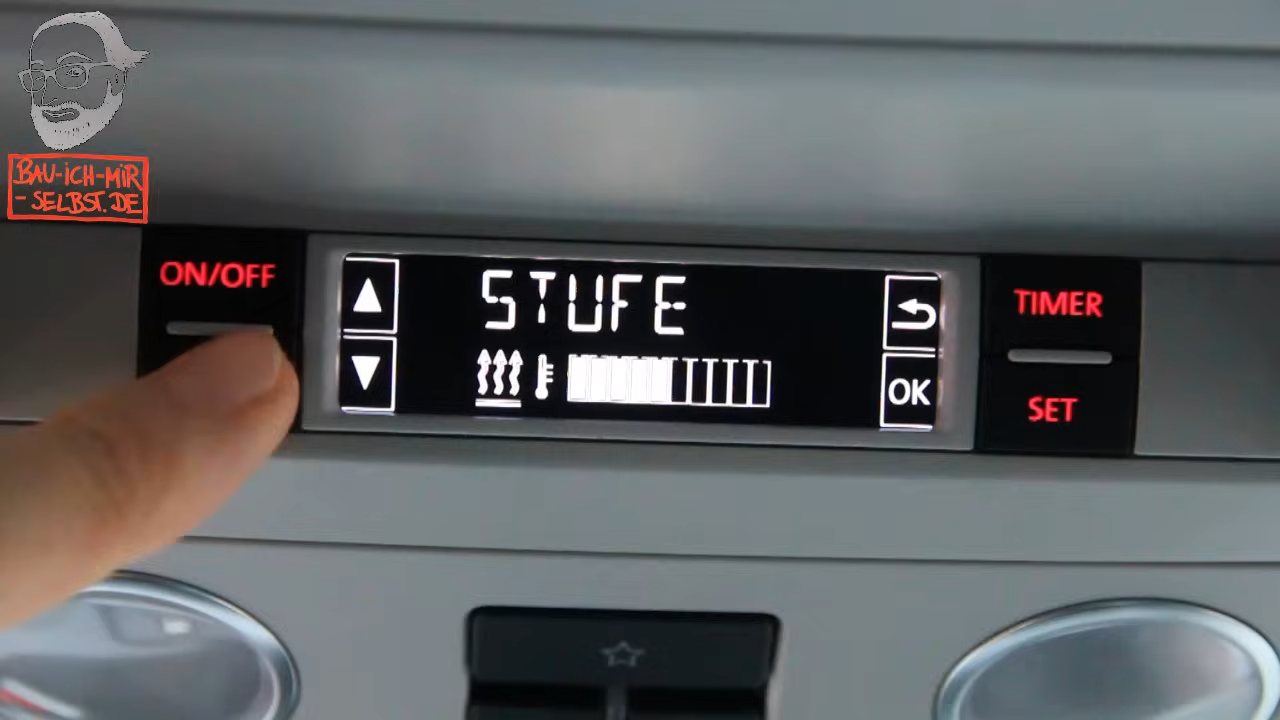 BAU-iCH-MiR
-SELBST.DE
ON/OFF
STUFE
OK
TIMER
SET